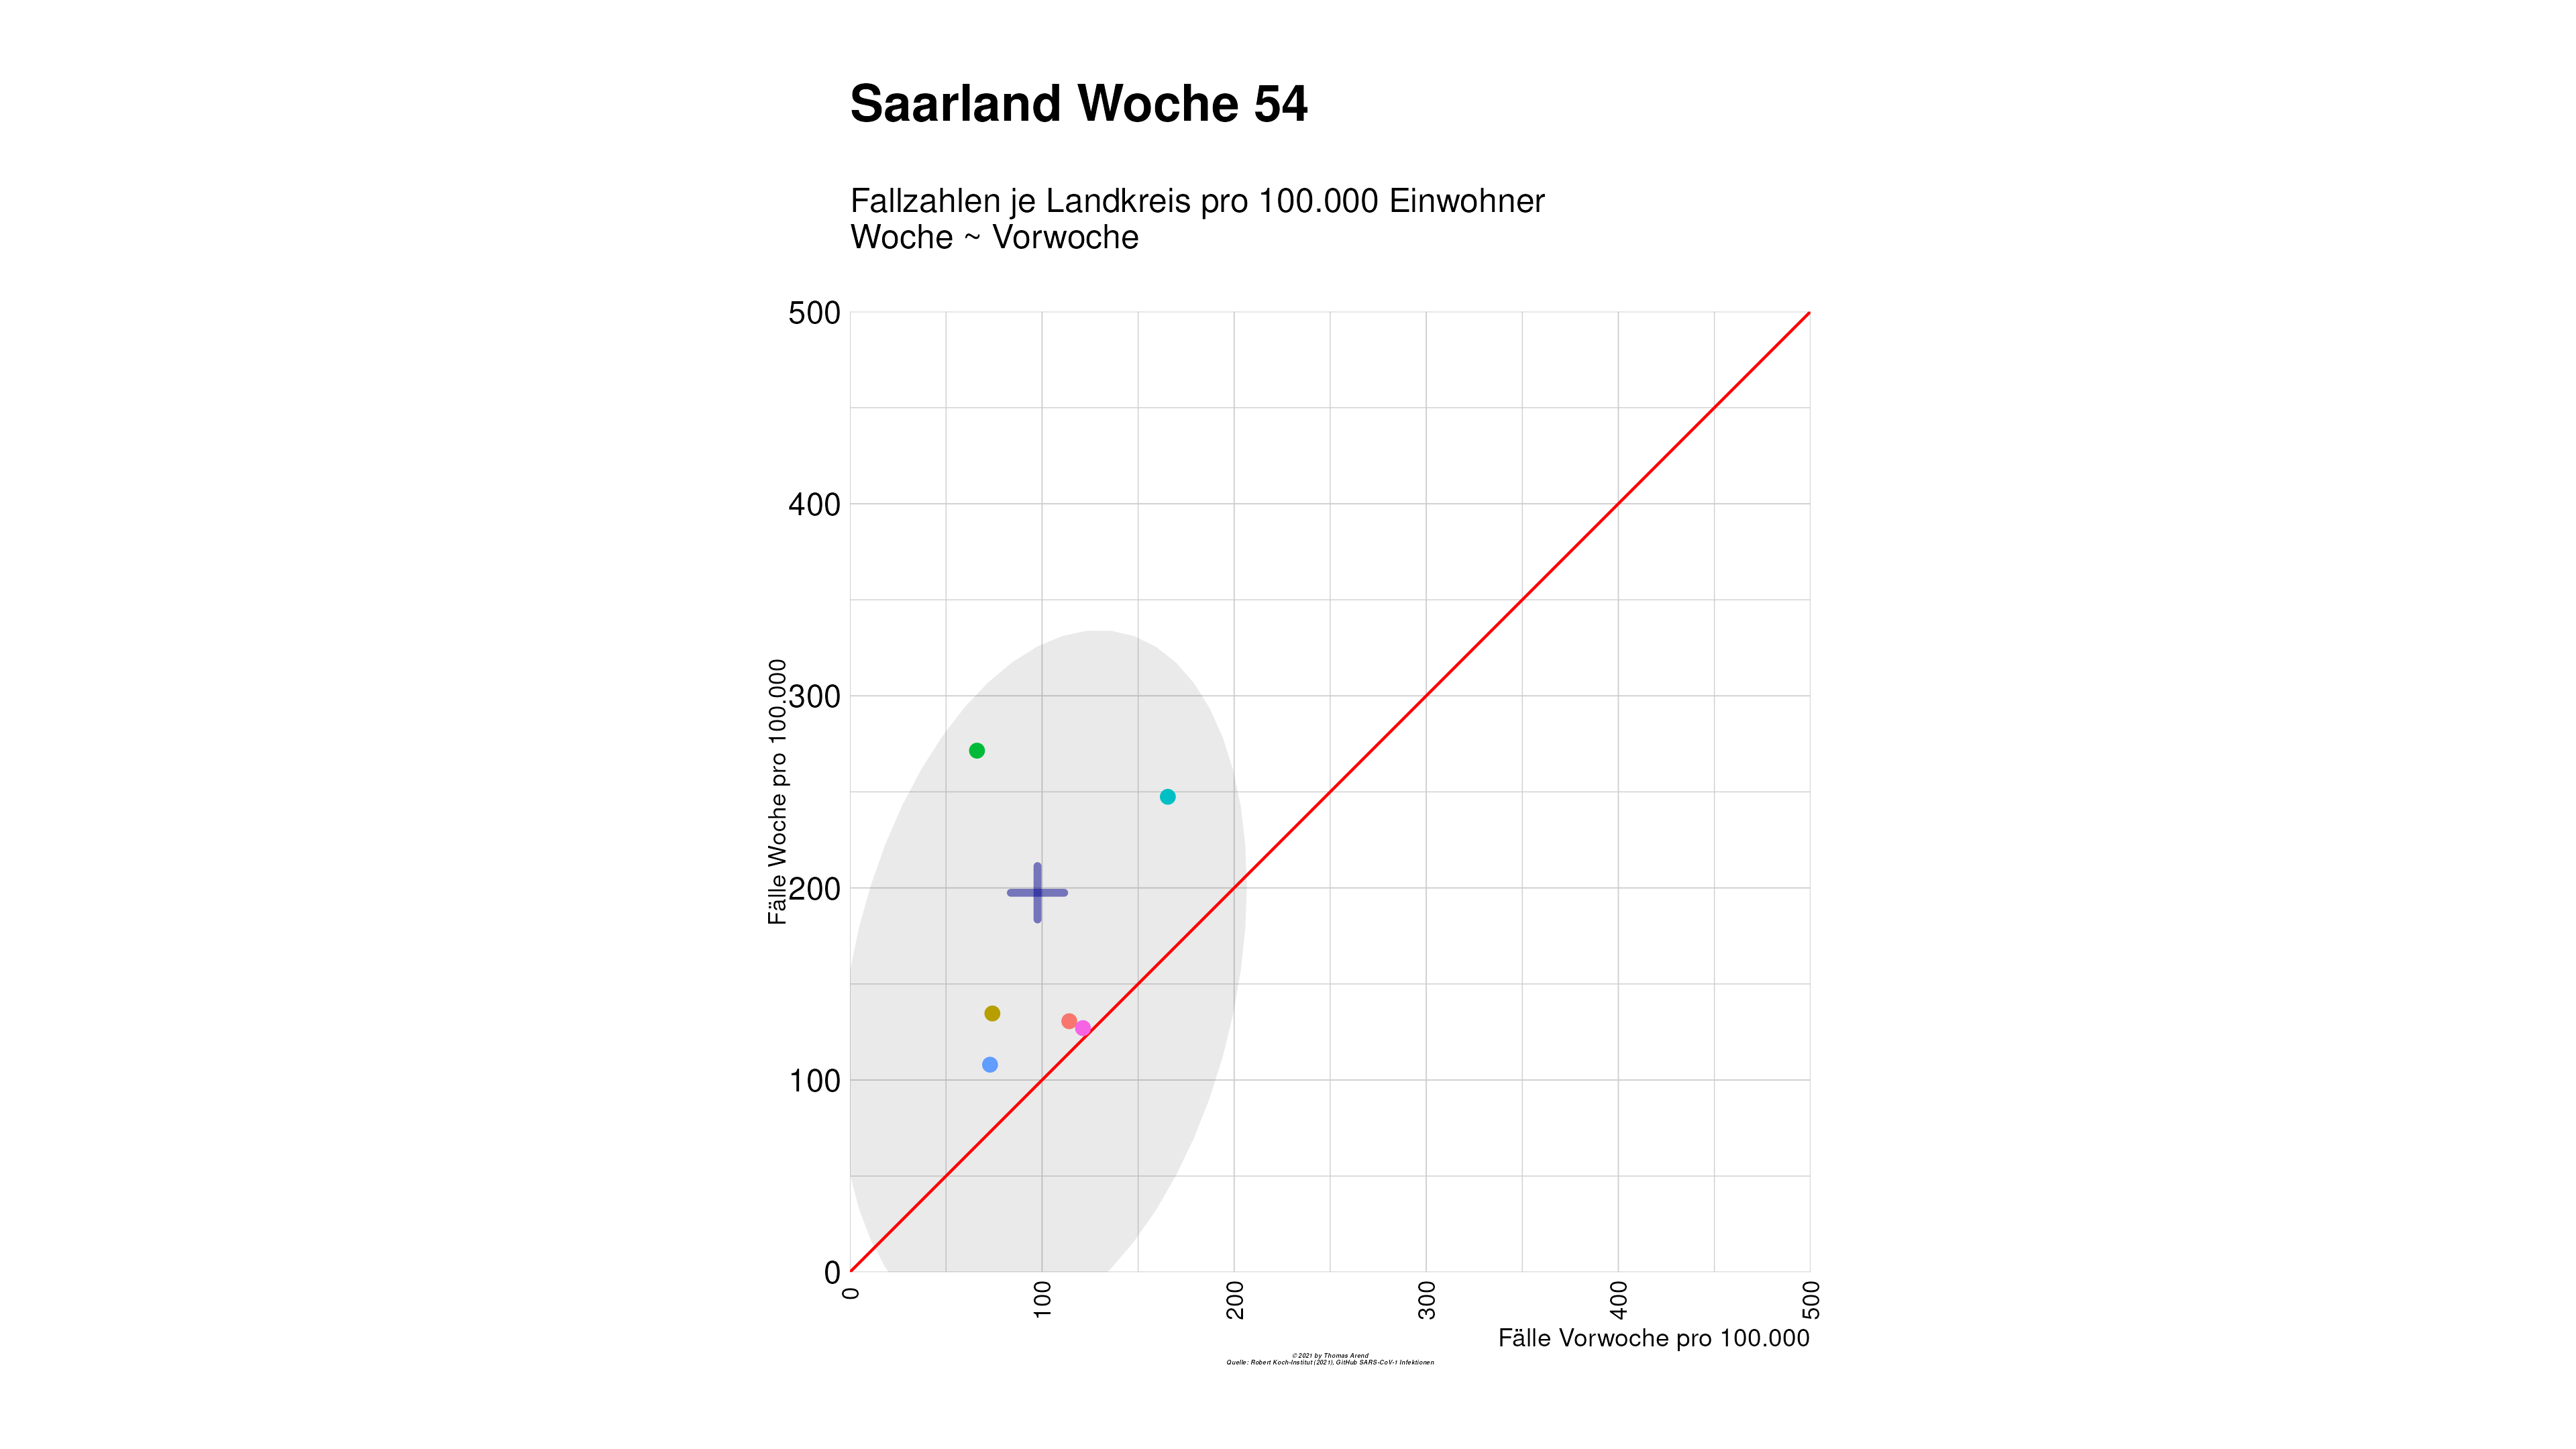 Saarland Woche 54
Fallzahlen je Landkreis pro 100.000 Einwohner
Woche ~ Vorwoche
Fälle Woche pro 100.000
500
400
300
200
100
0
0
100
200
300
400
500
Fälle Vorwoche pro 100.000
© 2021 by Thomas Arend
Quelle: Robert Koch-Institut (2021), GitHub SARS-CoV-1 Infektionen